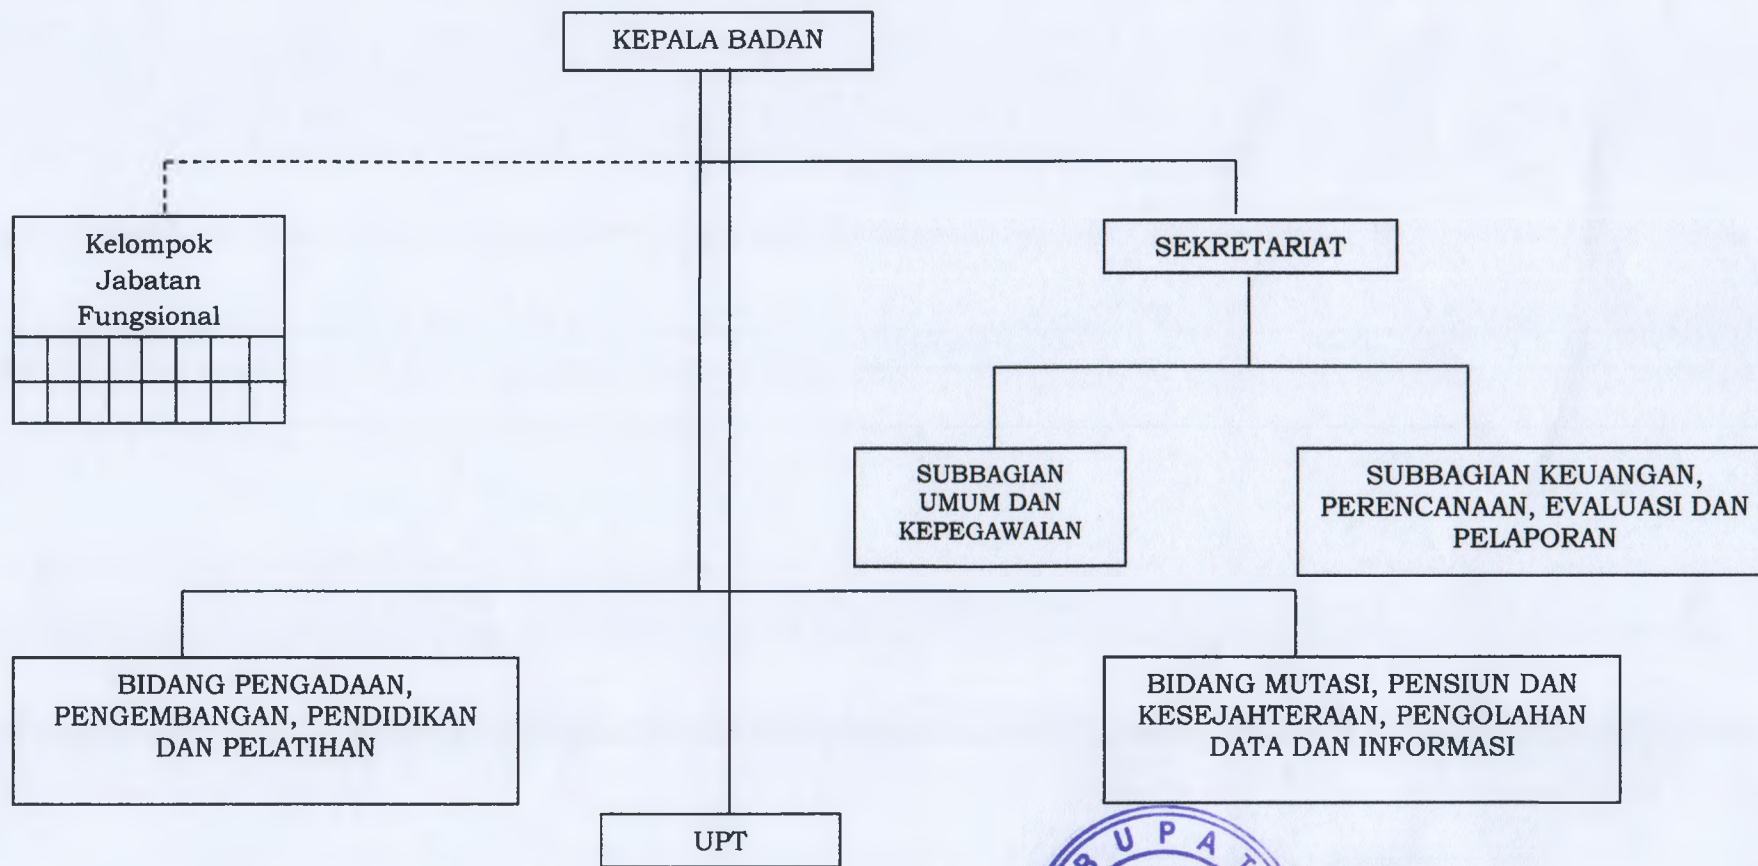 KEPALA BADAN
Kelompok
Jabatan
Fungsional
SEKRETARIAT
SUBBAGIAN
UMUM DAN
KEPEGAWAIAN
SUBBAGIAN KEUANGAN,
PERENCANAAN, EVALUASI DAN
PELAPORAN
BIDANG PENGADAAN,
PENGEMBANGAN, PENDIDIKAN
DAN PELATIHAN
BIDANG MUTASI, PENSIUN DAN
KESEJAHTERAAN, PENGOLAHAN
DATA DAN INFORMASI
UPT
BUPAT